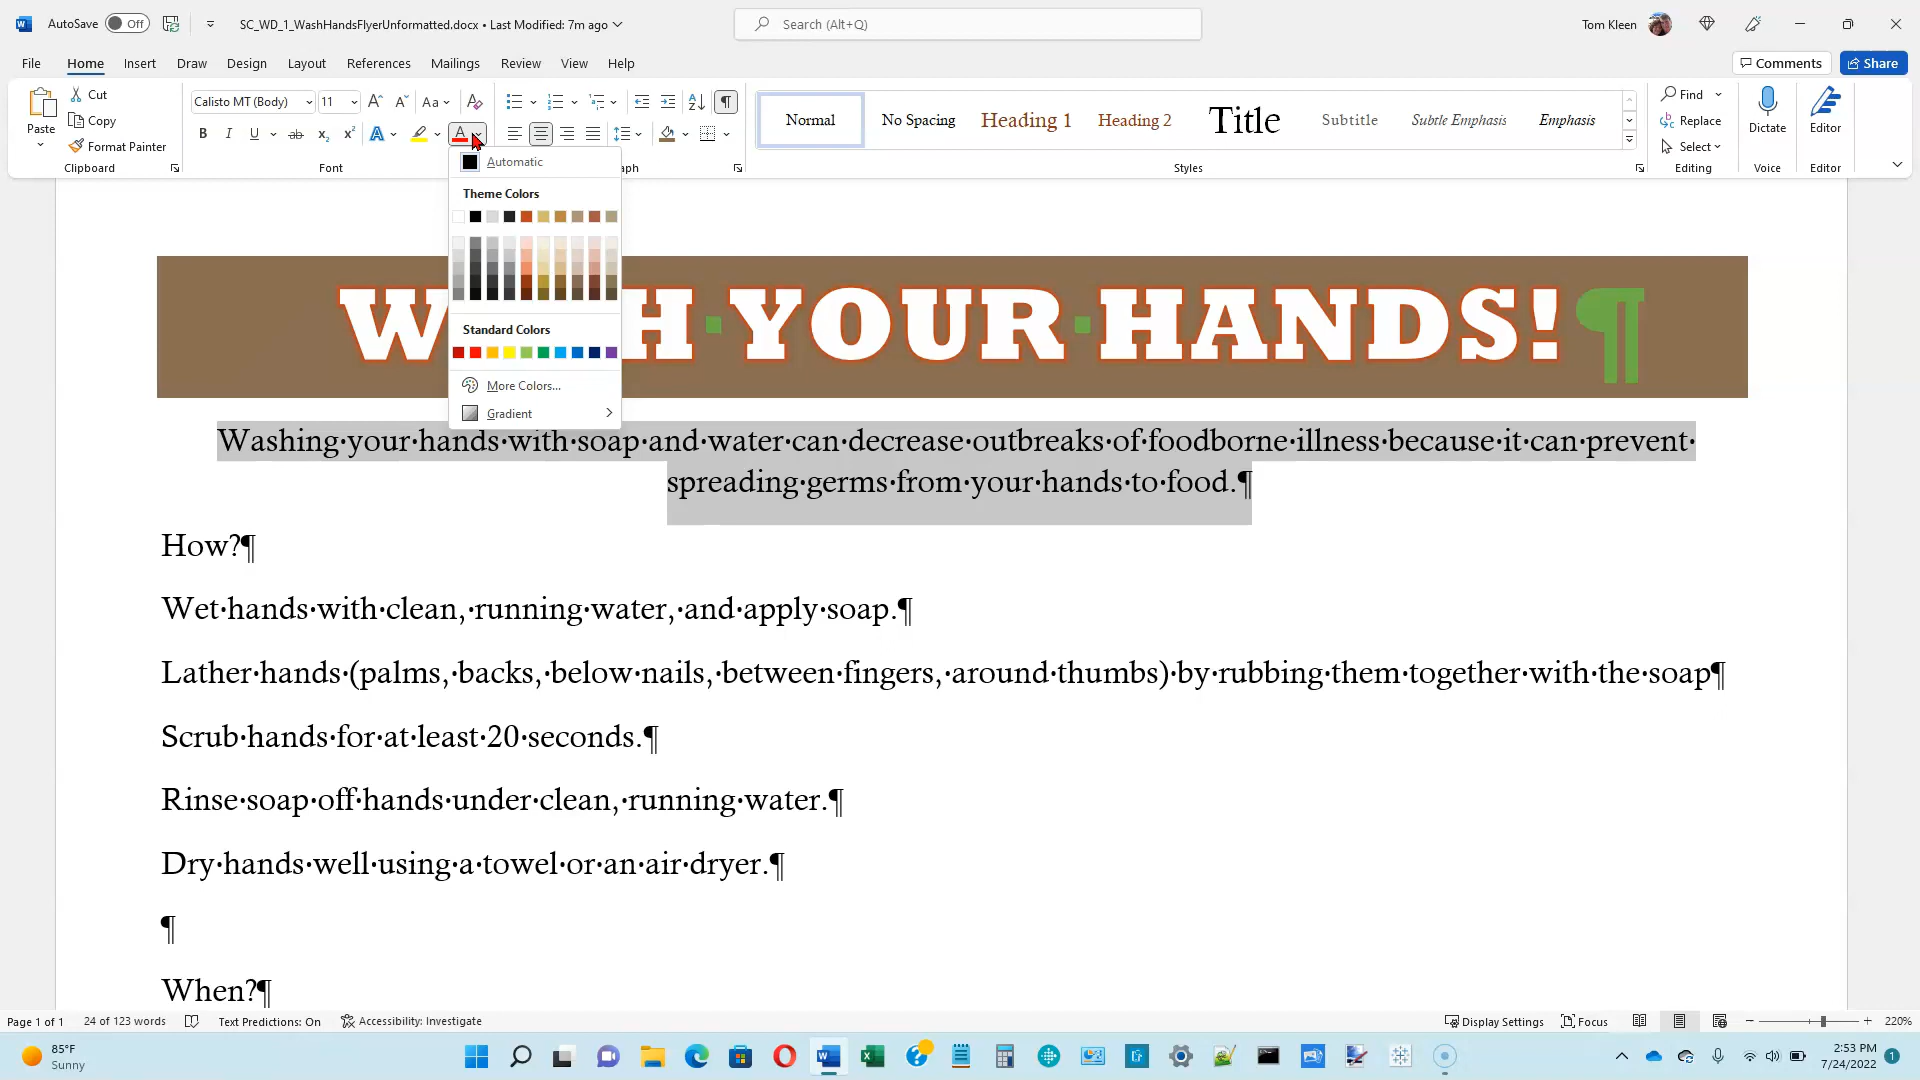 AutoSave Off SC_WD_1_WashHandsFlyerUnformatted.docx • Last Modified: 7m ago Search (Alt+Q) Tom Kleen
File Home Insert Draw Design Layout References Mailings Review View Help Comments Share
Paste Cut Copy Format Painter Clipboard
Calisto MT (Body) 11 Font
Normal No Spacing Heading 1 Heading 2 Title Subtitle Subtle Emphasis Emphasis Styles
Find Replace Select Editing
Dictate Voice
Editor Editor
Automatic
Theme Colors
Standard Colors
More Colors...
Gradient
YOUR HANDS!¶
Washing·your·hands·with·soap·and·water·can·decrease·outbreaks·of·foodborne·illness·because·it·can·prevent·
spreading·germs·from·your·hands·to·food.¶
How?¶
Wet·hands·with·clean,·running·water,·and·apply·soap.¶
Lather·hands·(palms,·backs,·below·nails,·between·fingers,·around·thumbs)·by·rubbing·them·together·with·the·soap¶
Scrub·hands·for·at·least·20·seconds.¶
Rinse·soap·off·hands·under·clean,·running·water.¶
Dry·hands·well·using·a·towel·or·an·air·dryer.¶
¶
When?¶
Page 1 of 1 24 of 123 words Text Predictions: On Accessibility: Investigate Display Settings Focus 220%
85°F
Sunny
2:53 PM
7/24/2022 1